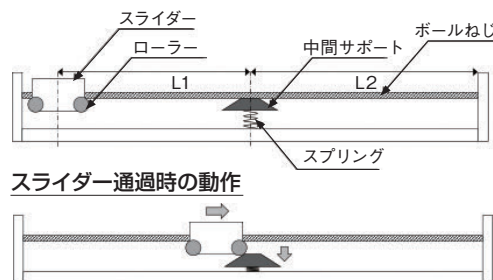 スライダー
ローラー
中間サポート
ボールねじ
L1
L2
スプリング
スライダー通過時の動作